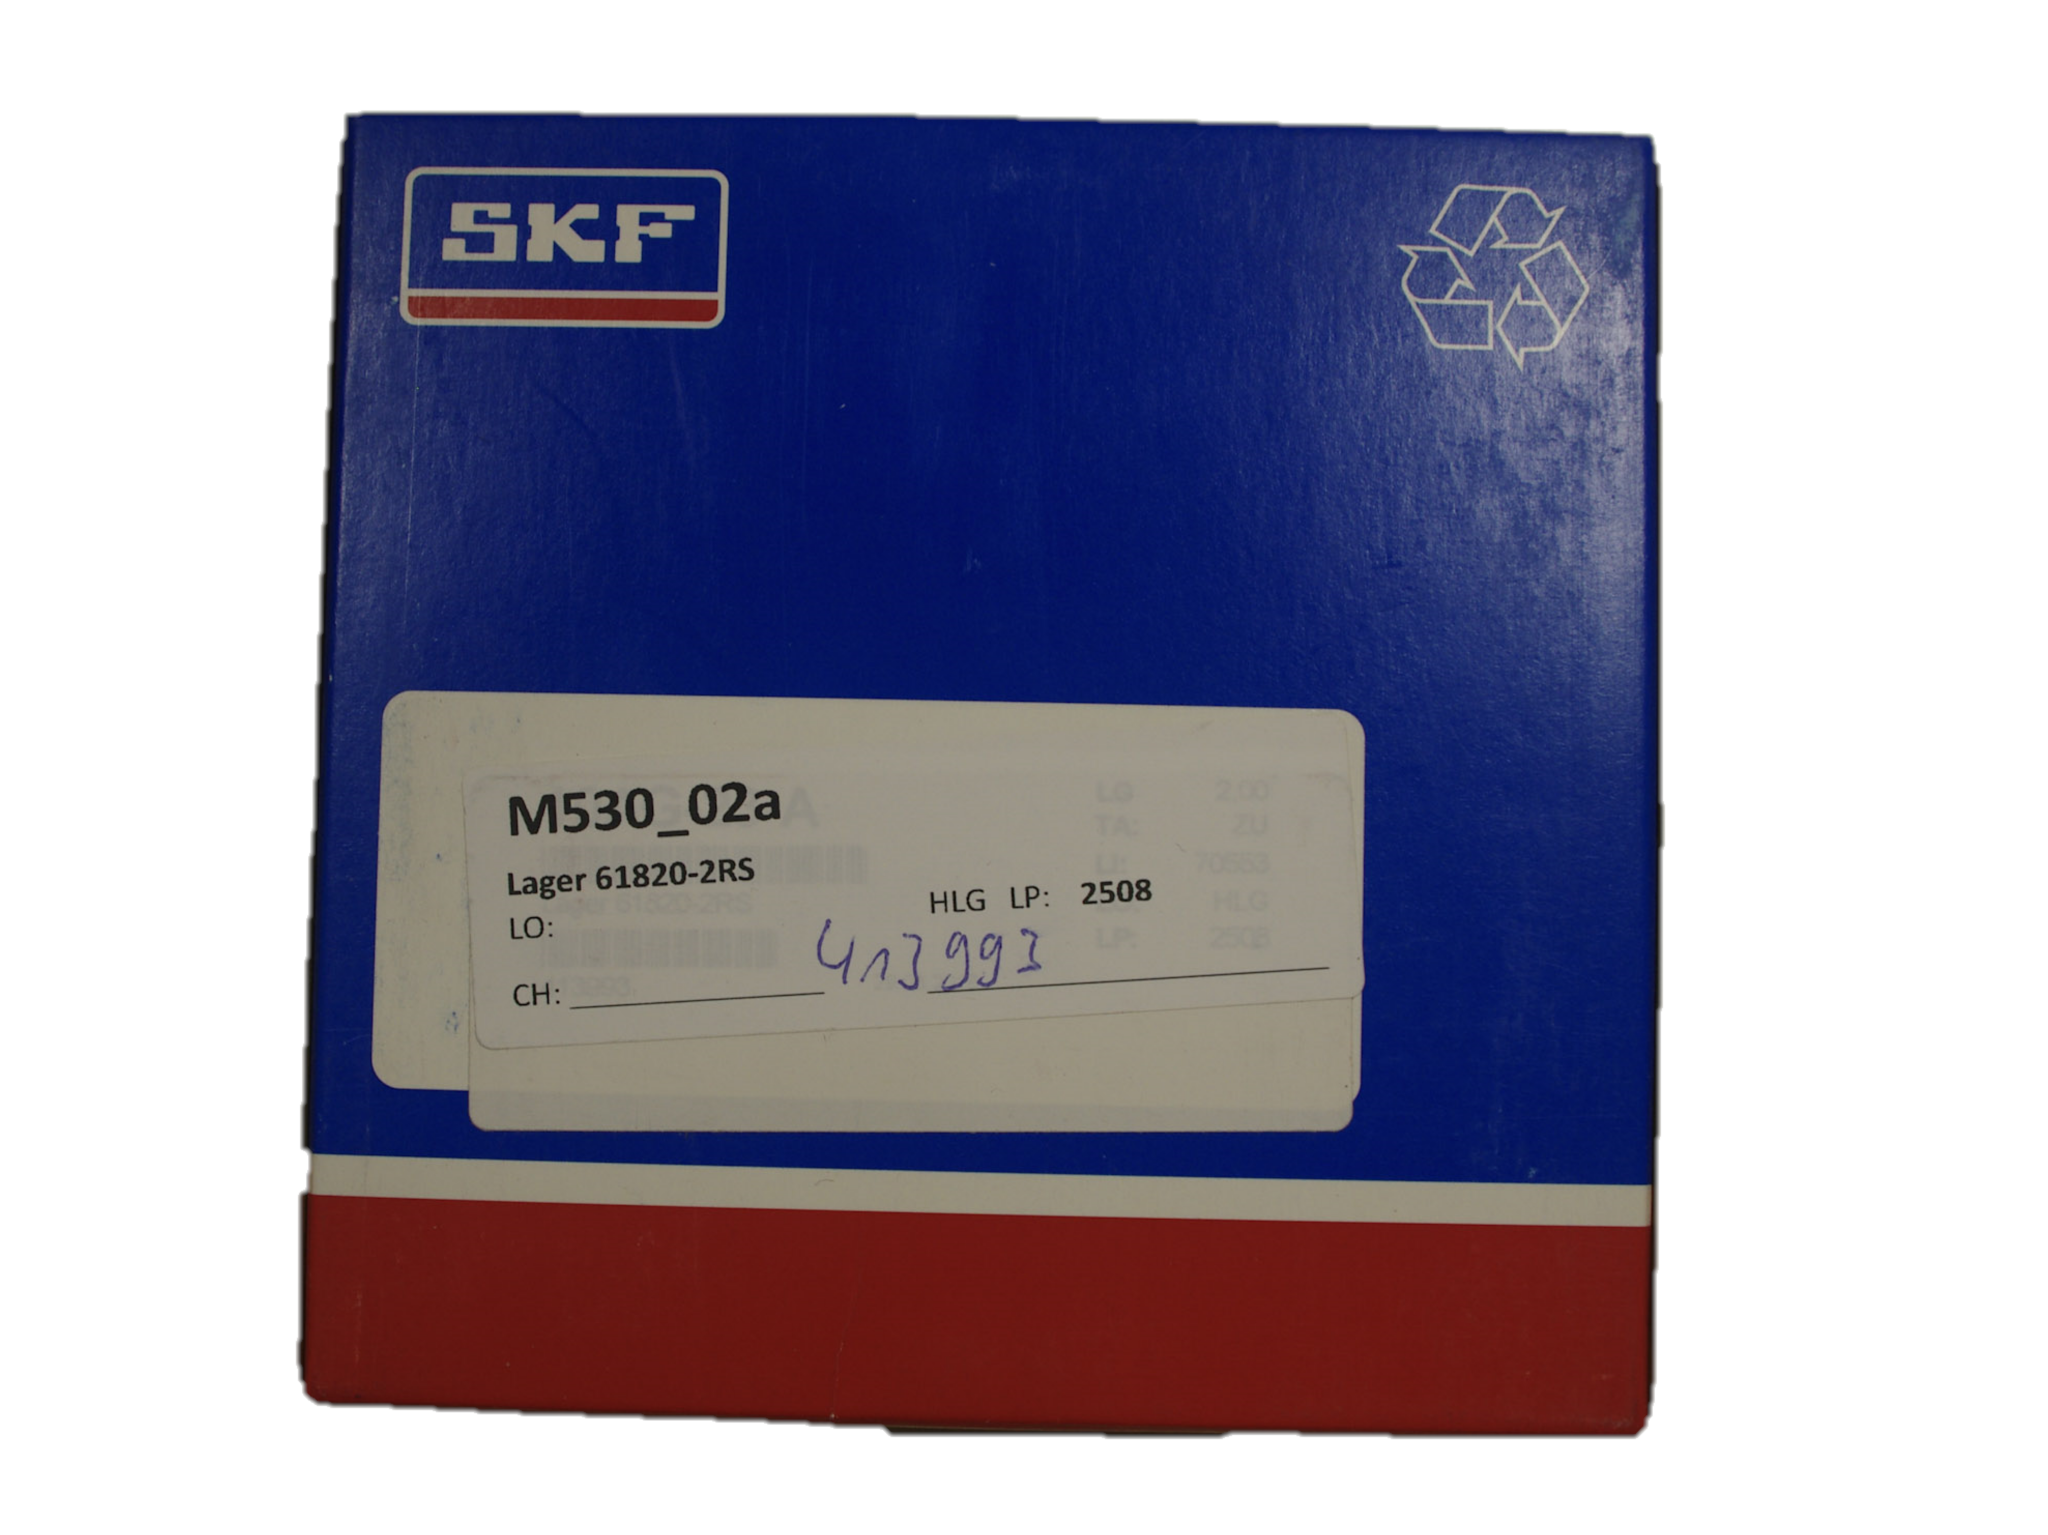 SKF
M530_02a
Lager 61820-2RS
HLG LP: 2508
LO:
413993
CH: